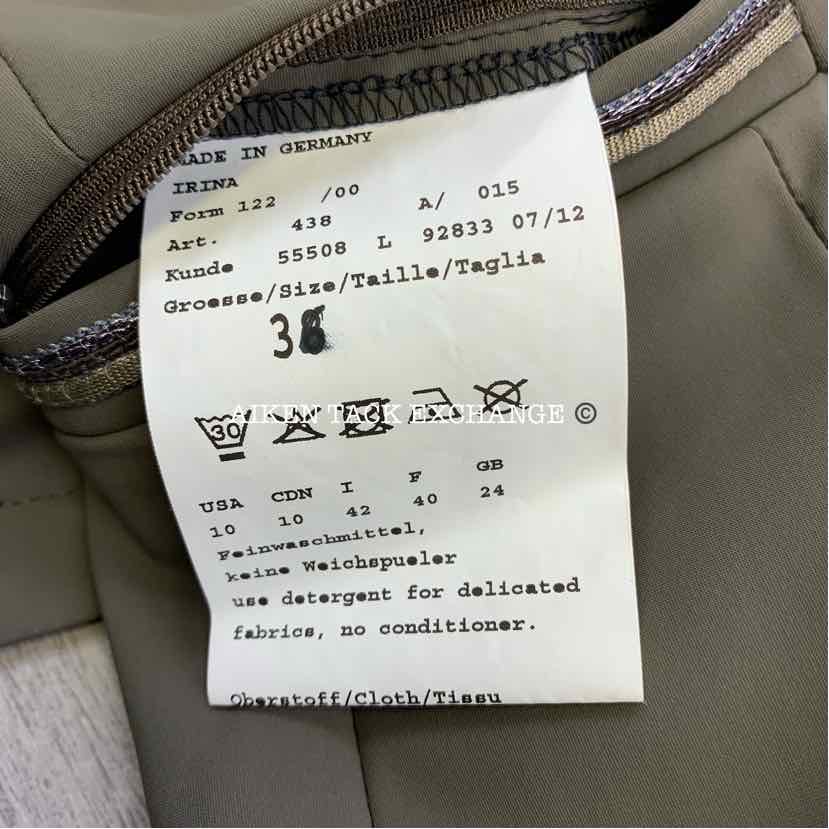 MADE IN GERMANY
IRINA
Form 122 /00 A/ 015
Art. 438
Kunde 55508 L 92833 07/12
Groesse/Size/Taille/Taglia
38
30
AIKEN TACK EXCHANGE ©
USA CDN I F GB
10 10 42 40 24
Feinwaschmittel,
keine Weichspueler
use detergent for delicated
fabrics, no conditioner.
Oberstoff/Cloth/Tissu